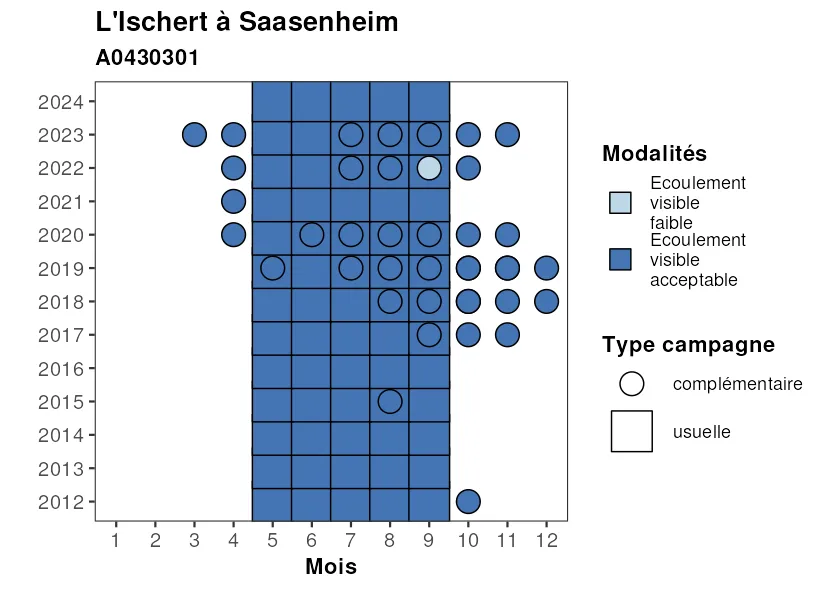 L'Ischert à Saasenheim
A0430301
2024
2023
2022
2021
2020
2019
2018
2017
2016
2015
2014
2013
2012
1 2 3 4 5 6 7 8 9 10 11 12
Mois
Modalités
Ecoulement
visible
faible
Ecoulement
visible
acceptable
Type campagne
complémentaire
usuelle